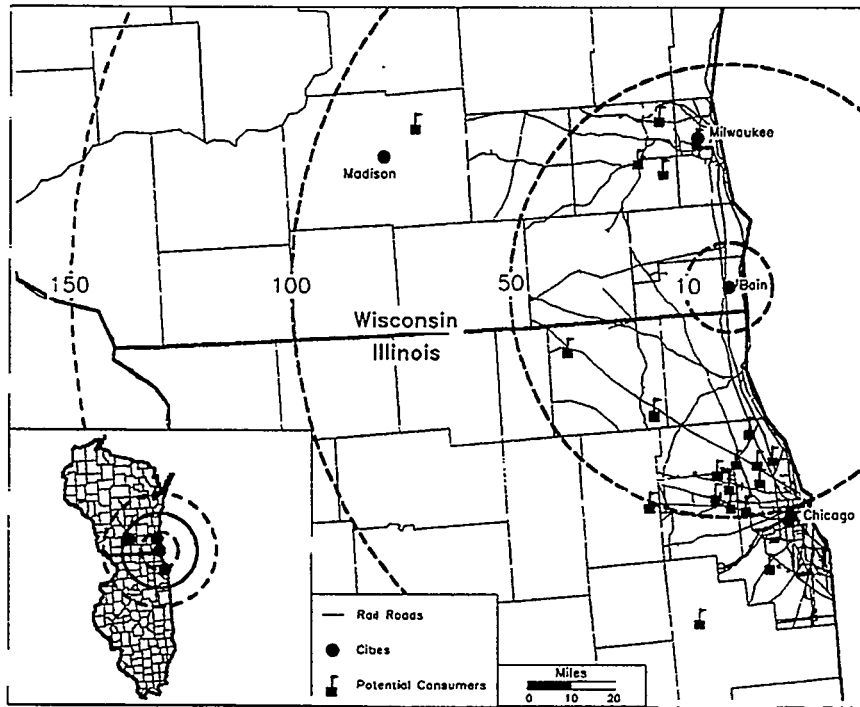 Milwaukee
Madison
150
100
50
10
Bain
Wisconsin
Illinois
Chicago
Rail Roads
Cities
Potential Consumers
Miles
0 10 20